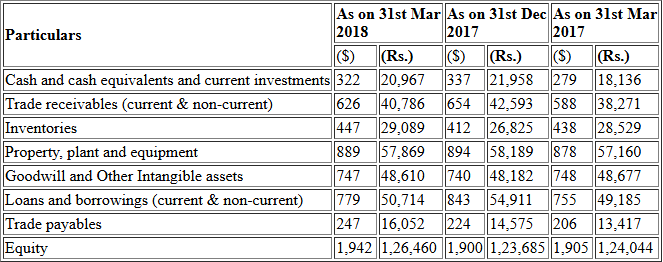 Particulars As on 31st Mar 2018 As on 31st Dec 2017 As on 31st Mar 2017
($) (Rs.) ($) (Rs.) ($) (Rs.)
Cash and cash equivalents and current investments 322 20,967 337 21,958 279 18,136
Trade receivables (current & non-current) 626 40,786 654 42,593 588 38,271
Inventories 447 29,089 412 26,825 438 28,529
Property, plant and equipment 889 57,869 894 58,189 878 57,160
Goodwill and Other Intangible assets 747 48,610 740 48,182 748 48,677
Loans and borrowings (current & non-current) 779 50,714 843 54,911 755 49,185
Trade payables 247 16,052 224 14,575 206 13,417
Equity 1,942 1,26,460 1,900 1,23,685 1,905 1,24,044